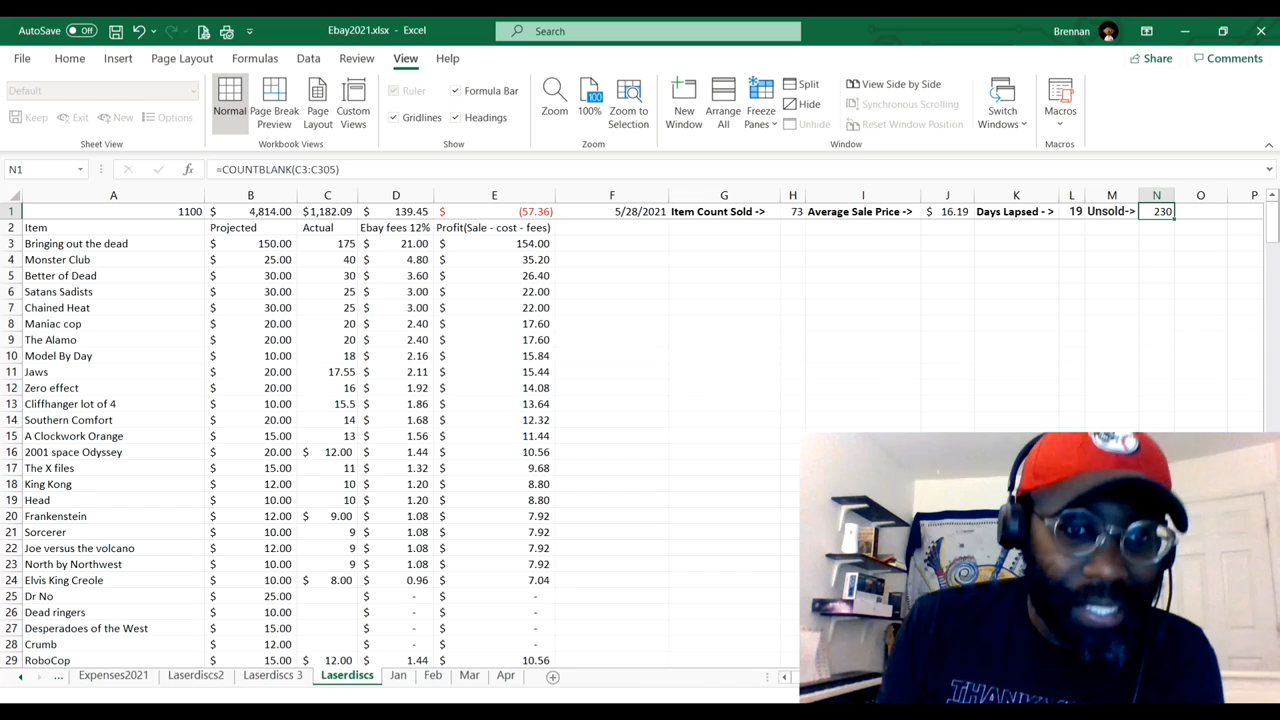 AutoSave Off Ebay2021.xlsx - Excel Search Brennan
File Home Insert Page Layout Formulas Data Review View Help Share Comments
Default
Keep Exit New Options
Sheet View
Normal Page Break Preview Page Layout Custom Views
Workbook Views
Ruler Formula Bar
Gridlines Headings
Show
Zoom 100% Zoom to Selection
Zoom
New Window Arrange All Freeze Panes
Split
Hide
Unhide
View Side by Side
Synchronous Scrolling
Reset Window Position
Switch Windows
Window
Macros
Macros
N1 fx =COUNTBLANK(C3:C305)
A B C D E F G H I J K L M N O P
1 1100 4,814.00 $1,182.09 $ 139.45 $ (57.36) 5/28/2021 Item Count Sold -> 73 Average Sale Price -> $ 16.19 Days Lapsed - > 19 Unsold-> 230
2 Item Projected Actual Ebay fees 12% Profit(Sale - cost - fees)
3 Bringing out the dead $ 150.00 175 $ 21.00 $ 154.00
4 Monster Club $ 25.00 40 $ 4.80 $ 35.20
5 Better of Dead $ 30.00 30 $ 3.60 $ 26.40
6 Satans Sadists $ 30.00 25 $ 3.00 $ 22.00
7 Chained Heat $ 30.00 25 $ 3.00 $ 22.00
8 Maniac cop $ 20.00 20 $ 2.40 $ 17.60
9 The Alamo $ 20.00 20 $ 2.40 $ 17.60
10 Model By Day $ 10.00 18 $ 2.16 $ 15.84
11 Jaws $ 20.00 17.55 $ 2.11 $ 15.44
12 Zero effect $ 20.00 16 $ 1.92 $ 14.08
13 Cliffhanger lot of 4 $ 10.00 15.5 $ 1.86 $ 13.64
14 Southern Comfort $ 20.00 14 $ 1.68 $ 12.32
15 A Clockwork Orange $ 15.00 13 $ 1.56 $ 11.44
16 2001 space Odyssey $ 20.00 $ 12.00 $ 1.44 $ 10.56
17 The X files $ 15.00 11 $ 1.32 $ 9.68
18 King Kong $ 12.00 10 $ 1.20 $ 8.80
19 Head $ 10.00 10 $ 1.20 $ 8.80
20 Frankenstein $ 12.00 $ 9.00 $ 1.08 $ 7.92
21 Sorcerer $ 10.00 9 $ 1.08 $ 7.92
22 Joe versus the volcano $ 12.00 9 $ 1.08 $ 7.92
23 North by Northwest $ 10.00 9 $ 1.08 $ 7.92
24 Elvis King Creole $ 10.00 $ 8.00 $ 0.96 $ 7.04
25 Dr No $ 25.00 $ - $ -
26 Dead ringers $ 10.00 $ - $ -
27 Desperadoes of the West $ 15.00 $ - $ -
28 Crumb $ 12.00 $ - $ -
29 RoboCop $ 15.00 $ 12.00 $ 1.44 $ 10.56
... Expenses2021 Laserdiscs2 Laserdiscs 3 Laserdiscs Jan Feb Mar Apr